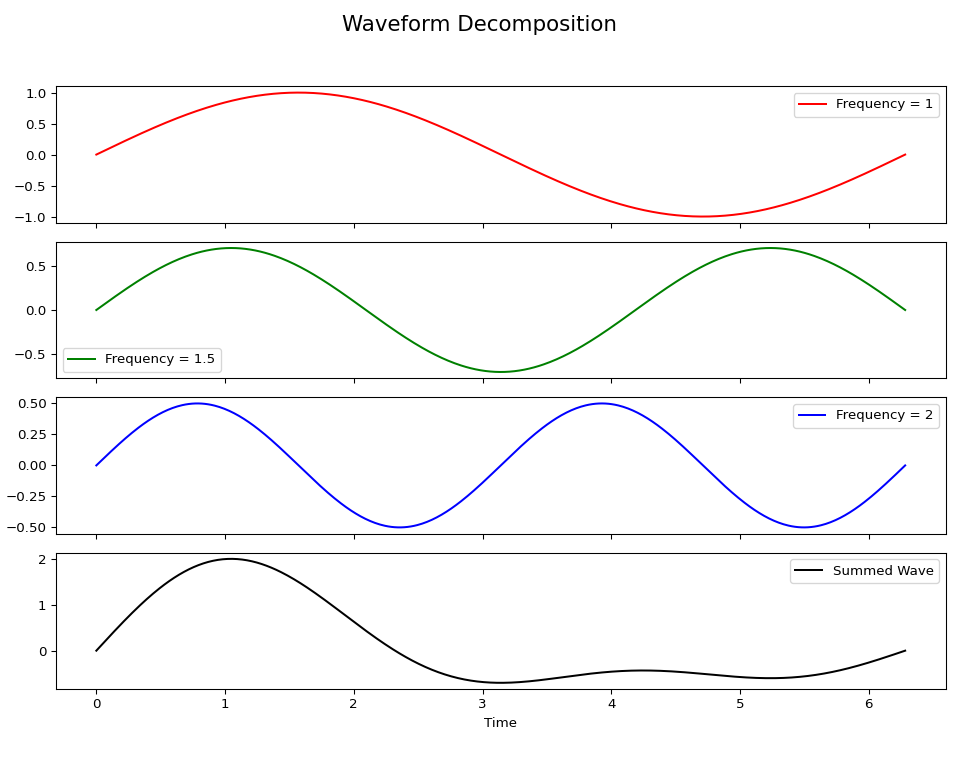 Waveform Decomposition
1.0
0.5
0.0
−0.5
−1.0
Frequency = 1
0.5
0.0
−0.5
Frequency = 1.5
0.50
0.25
0.00
−0.25
−0.50
Frequency = 2
2
1
0
Summed Wave
0 1 2 3 4 5 6
Time